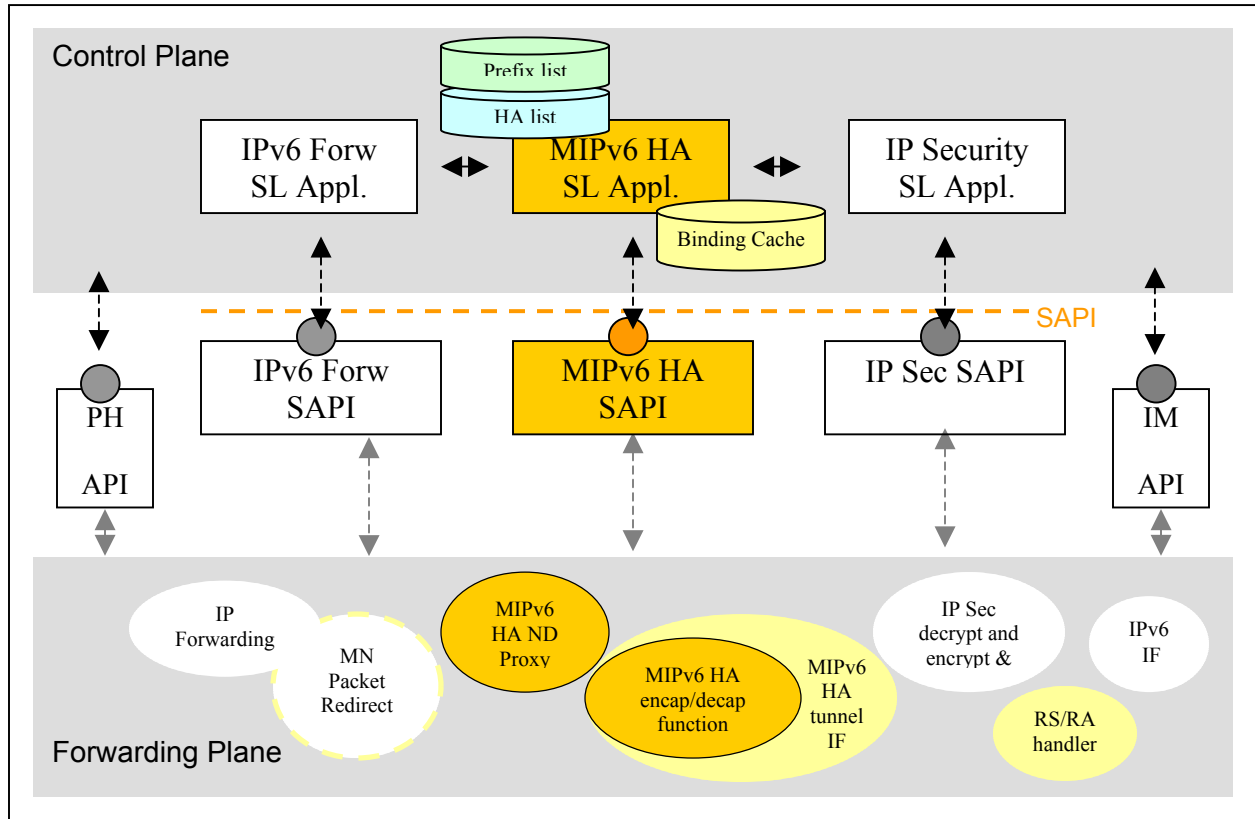 Control Plane
Prefix list
HA list
IPv6 Forw
SL Appl.
MIPv6 HA
SL Appl.
IP Security
SL Appl.
Binding Cache
SAPI
PH
API
IPv6 Forw
SAPI
MIPv6 HA
SAPI
IP Sec SAPI
IM
API
IP
Forwarding
MN
Packet
Redirect
MIPv6
HA ND
Proxy
MIPv6 HA
encap/decap
function
MIPv6
HA
tunnel
IF
IP Sec
decrypt and
encrypt &
IPv6
IF
RS/RA
handler
Forwarding Plane